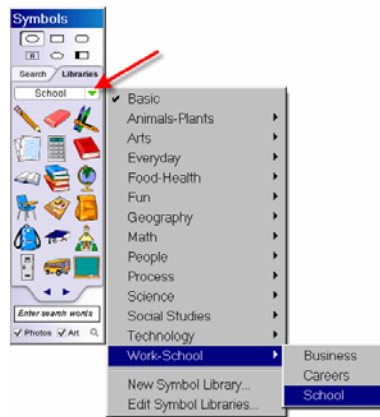 Symbols
Search Libraries
School
Enter search words
Photos Art
Basic
Animals-Plants
Arts
Everyday
Food-Health
Fun
Geography
Math
People
Process
Science
Social Studies
Technology
Work-School
New Symbol Library...
Edit Symbol Libraries...
Business
Careers
School